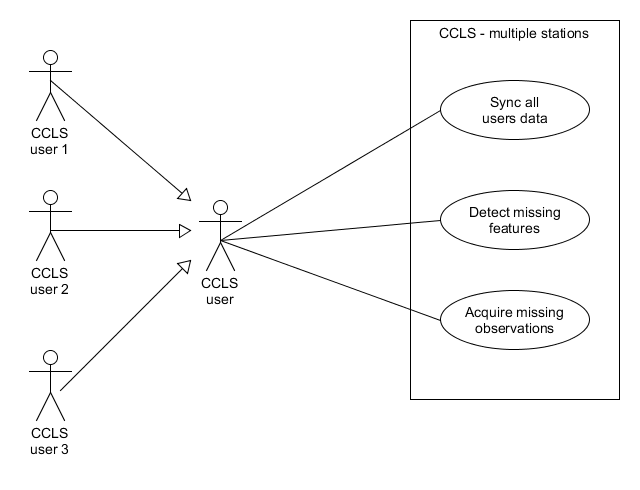 CCLS - multiple stations
CCLS
user 1
Sync all
users data
CCLS
user 2
CCLS
user
Detect missing
features
Acquire missing
observations
CCLS
user 3